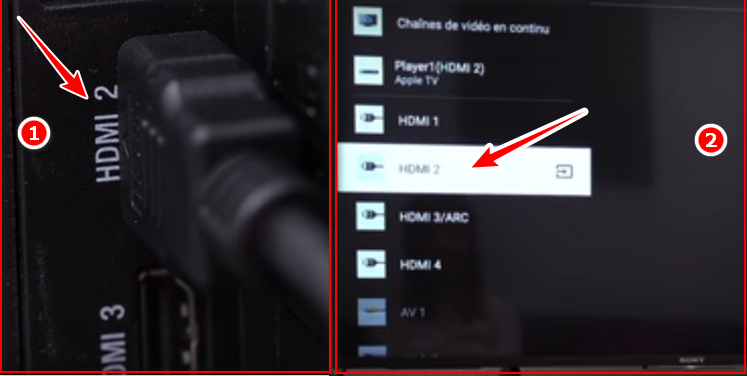 HDMI 2
1
HDMI 3
Chaînes de vidéo en continu
Player1(HDMI 2)
Apple TV
HDMI 1
HDMI 2
2
HDMI 3/ARC
HDMI 4
AV 1
SONY